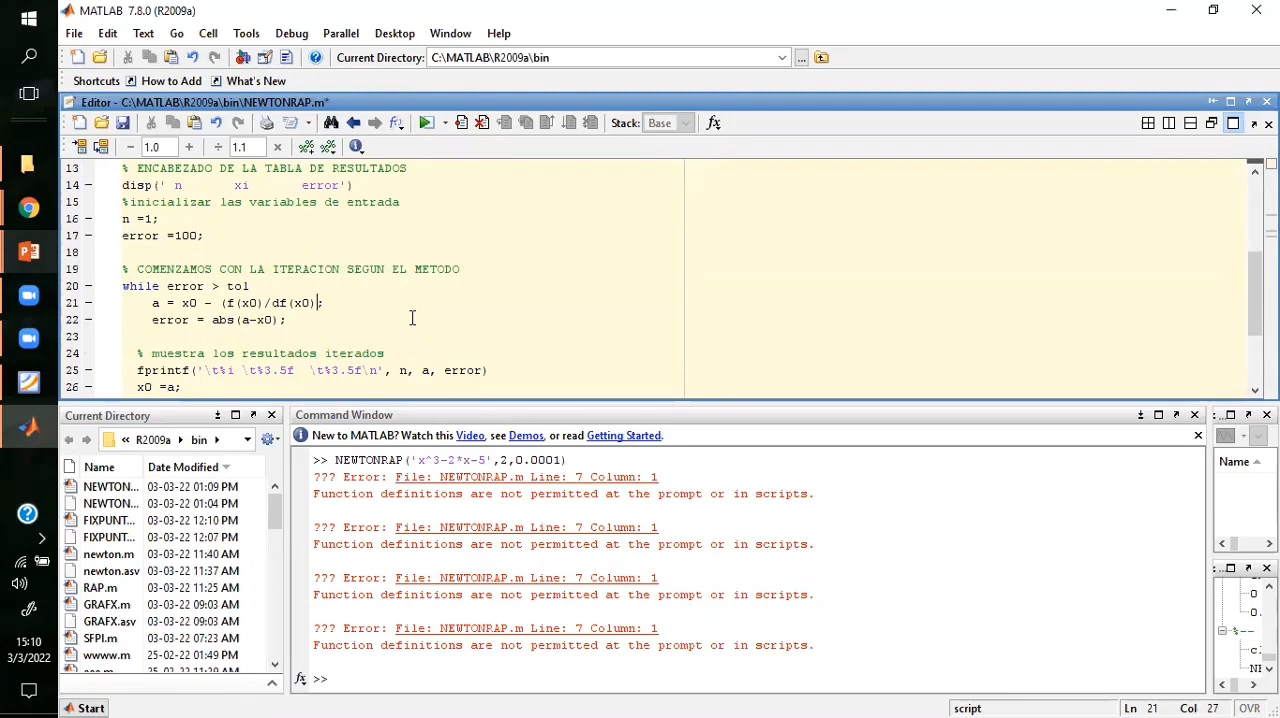 MATLAB 7.8.0 (R2009a)
File Edit Text Go Cell Tools Debug Parallel Desktop Window Help
Current Directory: C:\MATLAB\R2009a\bin
Shortcuts How to Add What's New
Editor - C:\MATLAB\R2009a\bin\NEWTONRAP.m*
Stack: Base fx
1.0 1.1
13 % ENCABEZADO DE LA TABLA DE RESULTADOS
14 disp(' n xi error')
15 %inicializar las variables de entrada
16 n =1;
17 error =100;
18
19 % COMENZAMOS CON LA ITERACION SEGUN EL METODO
20 while error > tol
21 a = x0 - (f(x0)/df(x0);
22 error = abs(a-x0);
23
24 % muestra los resultados iterados
25 fprintf('\t%i \t%3.5f \t%3.5f\n', n, a, error)
26 x0 =a;
Current Directory
« R2009a bin
Name Date Modified
NEWTON... 03-03-22 01:09 PM
NEWTON... 03-03-22 01:04 PM
FIXPUNT... 03-03-22 12:10 PM
FIXPUNT... 03-03-22 12:07 PM
newton.m 03-03-22 11:40 AM
newton.asv 03-03-22 11:37 AM
RAP.m 03-03-22 11:25 AM
GRAFX.m 03-03-22 09:03 AM
GRAFX.asv 03-03-22 09:03 AM
SFPI.m 03-03-22 07:23 AM
wwww.m 25-02-22 01:49 PM
Command Window
New to MATLAB? Watch this Video, see Demos, or read Getting Started.
>> NEWTONRAP('x^3-2*x-5',2,0.0001)
??? Error: File: NEWTONRAP.m Line: 7 Column: 1
Function definitions are not permitted at the prompt or in scripts.
??? Error: File: NEWTONRAP.m Line: 7 Column: 1
Function definitions are not permitted at the prompt or in scripts.
??? Error: File: NEWTONRAP.m Line: 7 Column: 1
Function definitions are not permitted at the prompt or in scripts.
??? Error: File: NEWTONRAP.m Line: 7 Column: 1
Function definitions are not permitted at the prompt or in scripts.
fx >>
Name
0
0.
%--
c.
NE
15:10
3/3/2022
Start
script Ln 21 Col 27 OVR